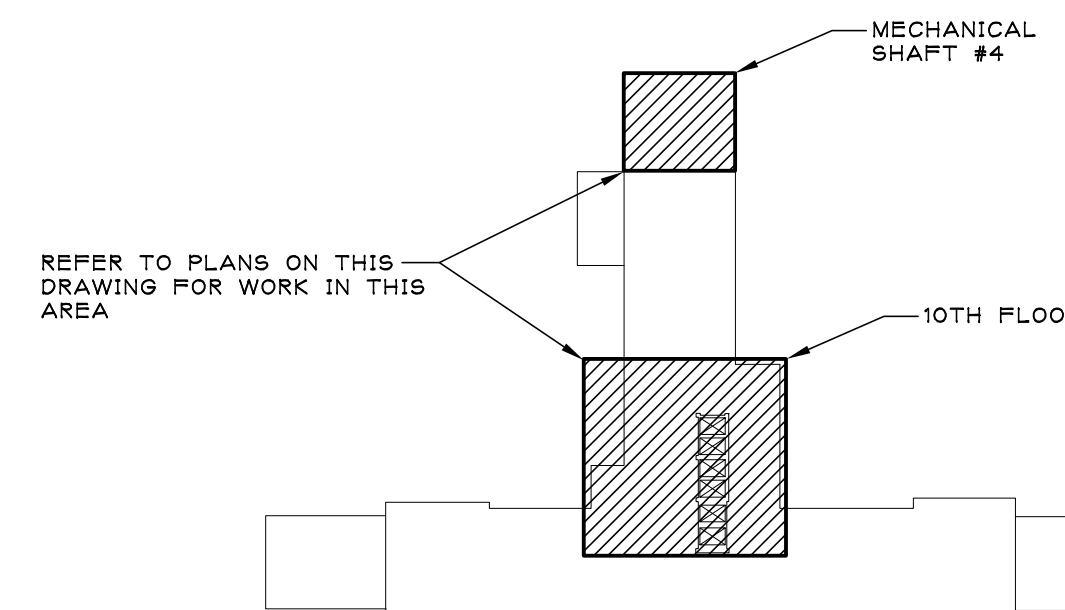 MECHANICAL
SHAFT #4
REFER TO PLANS ON THIS
DRAWING FOR WORK IN THIS
AREA
10TH FLOO